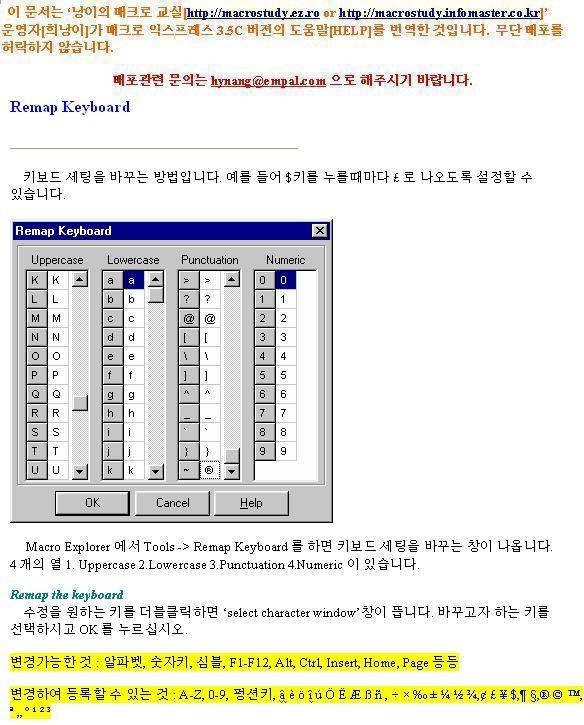 이 문서는 ‘낭이의 매크로 교실[http://macrostudy.ez.ro or http://macrostudy.infomaster.co.kr]’
운영자[희낭이]가 매크로 익스프레스 3.5C 버젼의 도움말[HELP]를 번역한 것입니다. 무단 배포를
허락하지 않습니다.
배포관련 문의는 hynang@empal.com 으로 해주시기 바랍니다.
Remap Keyboard
키보드 세팅을 바꾸는 방법입니다. 예를 들어 $키를 누를때마다 £ 로 나오도록 설정할 수
있습니다.
Remap Keyboard
Uppercase Lowercase Punctuation Numeric
K K a a > > 0 0
L L b b ? ? 1 1
M M c c @ @ 2 2
N N d d [ [ 3 3
O O e e \ \ 4 4
P P f f ] ] 5 5
Q Q g g ^ ^ 6 6
R R h h _ _ 7 7
S S i i ` ` 8 8
T T j j } } 9 9
U U k k ~ ®
OK Cancel Help
Macro Explorer 에서 Tools -> Remap Keyboard 를 하면 키보드 세팅을 바꾸는 창이 나옵니다.
4 개의 열 1. Uppercase 2.Lowercase 3.Punctuation 4.Numeric 이 있습니다.
Remap the keyboard
수정을 원하는 키를 더블클릭하면 ‘select character window’창이 뜹니다. 바꾸고자 하는 키를
선택하시고 OK 를 누르십시오.
변경가능한 것 : 알파벳, 숫자키, 심블, F1-F12, Alt, Ctrl, Insert, Home, Page 등등
변경하여 등록할 수 있는 것 : A-Z, 0-9, 펑션키, â è ö î ú Ö Ë Æ ß ñ, ÷ × ‰ ± ¼ ½ ¾,¢ £ ¥ $,¶ §,® © ™,
ª „ º ¹ ² ³